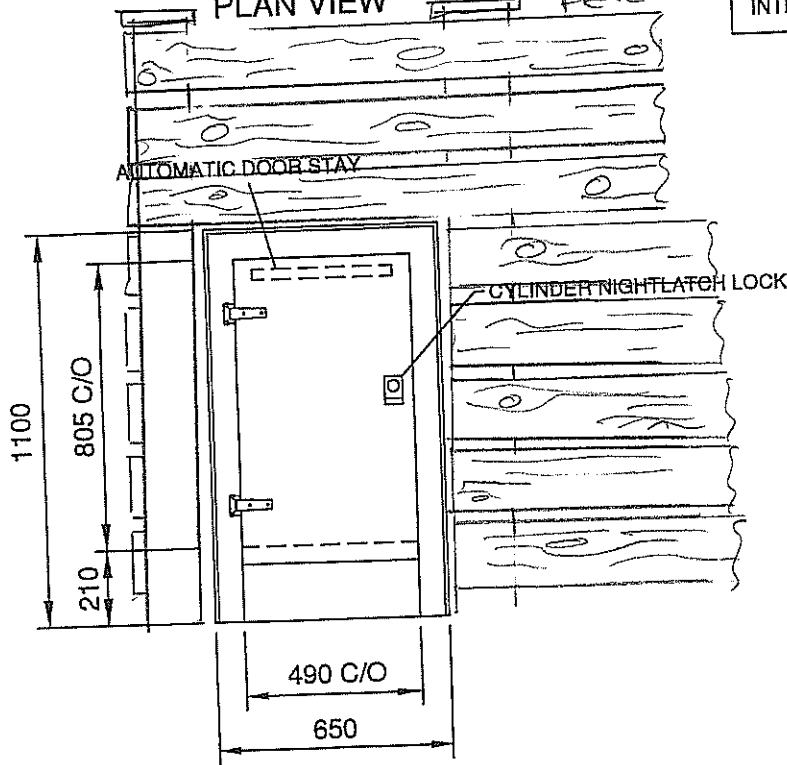 PLAN VIEW
AUTOMATIC DOOR STAY
CYLINDER NIGHTLATCH LOCK
1100
805 C/O
210
490 C/O
650